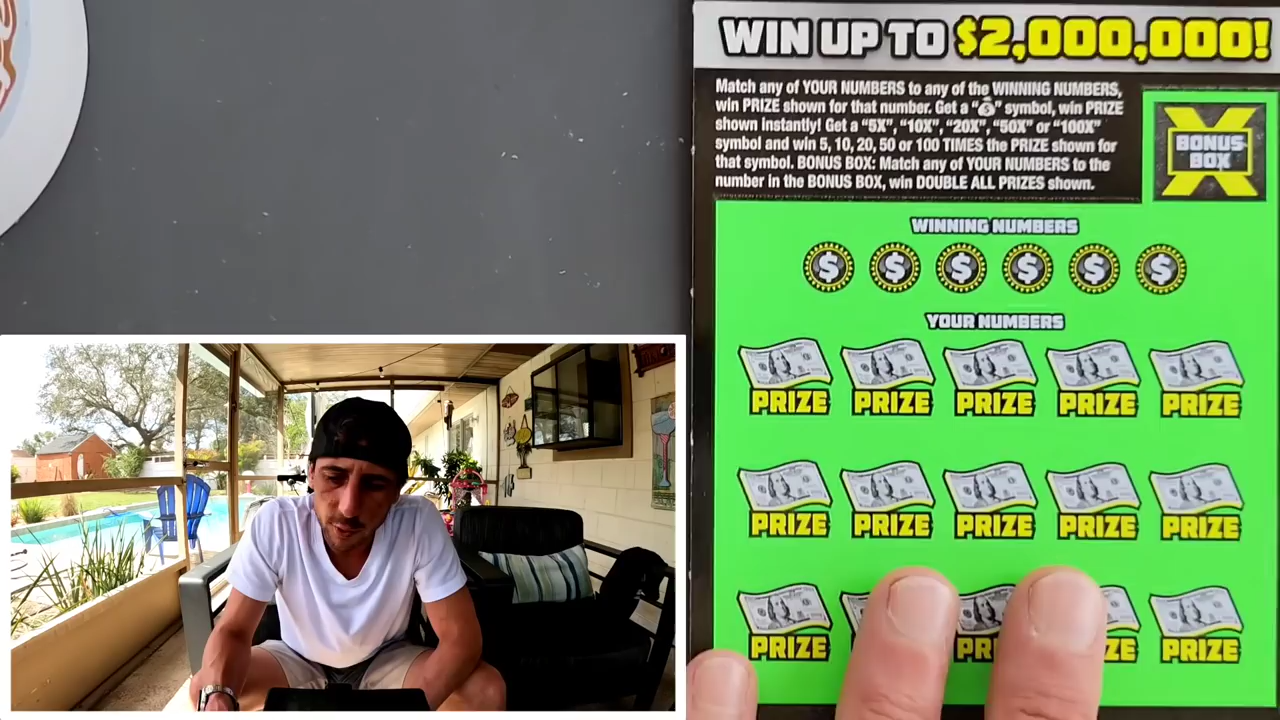 WIN UP TO $2,000,000!
Match any of YOUR NUMBERS to any of the WINNING NUMBERS,
win PRIZE shown for that number. Get a "💰" symbol, win PRIZE
shown instantly! Get a "5X", "10X", "20X", "50X" or "100X"
symbol and win 5, 10, 20, 50 or 100 TIMES the PRIZE shown for
that symbol. BONUS BOX: Match any of YOUR NUMBERS to the
number in the BONUS BOX, win DOUBLE ALL PRIZES shown.
BONUS
BOX
WINNING NUMBERS
$ $ $ $ $ $
YOUR NUMBERS
PRIZE PRIZE PRIZE PRIZE PRIZE
PRIZE PRIZE PRIZE PRIZE PRIZE
PRIZE PR ZE PRIZE